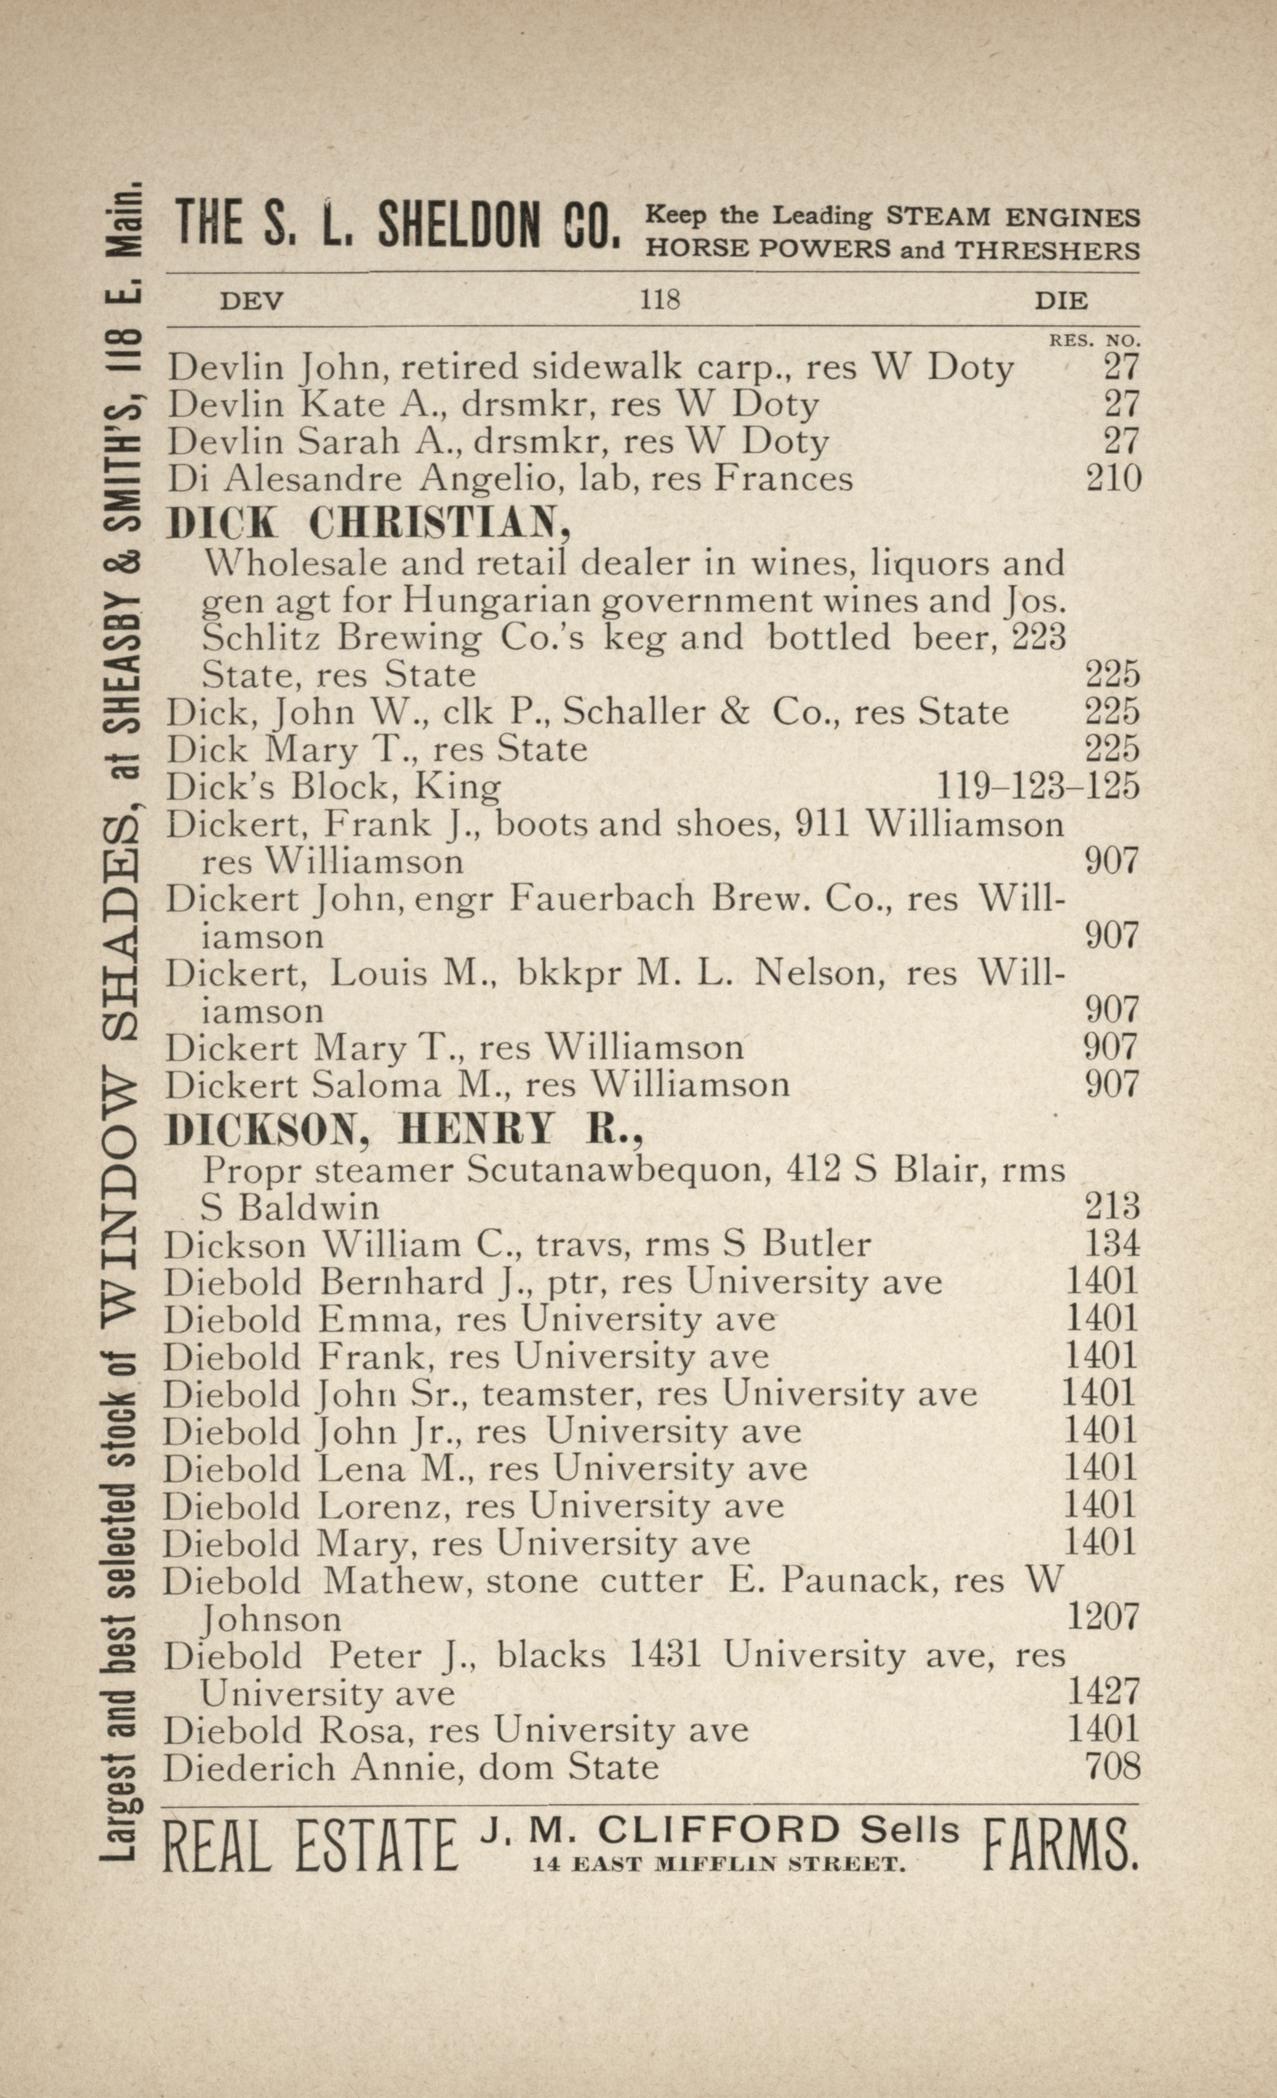 THE S. L. SHELDON CO. Keep the Leading STEAM ENGINES
HORSE POWERS and THRESHERS
DEV 118 DIE
RES. NO.
Devlin John, retired sidewalk carp., res W Doty 27
Devlin Kate A., drsmkr, res W Doty 27
Devlin Sarah A., drsmkr, res W Doty 27
Di Alesandre Angelio, lab, res Frances 210
DICK CHRISTIAN,
Wholesale and retail dealer in wines, liquors and
gen agt for Hungarian government wines and Jos.
Schlitz Brewing Co.'s keg and bottled beer, 223
State, res State 225
Dick, John W., clk P., Schaller & Co., res State 225
Dick Mary T., res State 225
Dick's Block, King 119–123–125
Dickert, Frank J., boots and shoes, 911 Williamson
res Williamson 907
Dickert John, engr Fauerbach Brew. Co., res Will-
iamson 907
Dickert, Louis M., bkkpr M. L. Nelson, res Will-
iamson 907
Dickert Mary T., res Williamson 907
Dickert Saloma M., res Williamson 907
DICKSON, HENRY R.,
Propr steamer Scutanawbequon, 412 S Blair, rms
S Baldwin 213
Dickson William C., travs, rms S Butler 134
Diebold Bernhard J., ptr, res University ave 1401
Diebold Emma, res University ave 1401
Diebold Frank, res University ave 1401
Diebold John Sr., teamster, res University ave 1401
Diebold John Jr., res University ave 1401
Diebold Lena M., res University ave 1401
Diebold Lorenz, res University ave 1401
Diebold Mary, res University ave 1401
Diebold Mathew, stone cutter E. Paunack, res W
Johnson 1207
Diebold Peter J., blacks 1431 University ave, res
University ave 1427
Diebold Rosa, res University ave 1401
Diederich Annie, dom State 708
REAL ESTATE J. M. CLIFFORD Sells FARMS.
14 EAST MIFFLIN STREET.
Largest and best selected stock of WINDOW SHADES, at SHEASBY & SMITH'S, 118 E. Main.